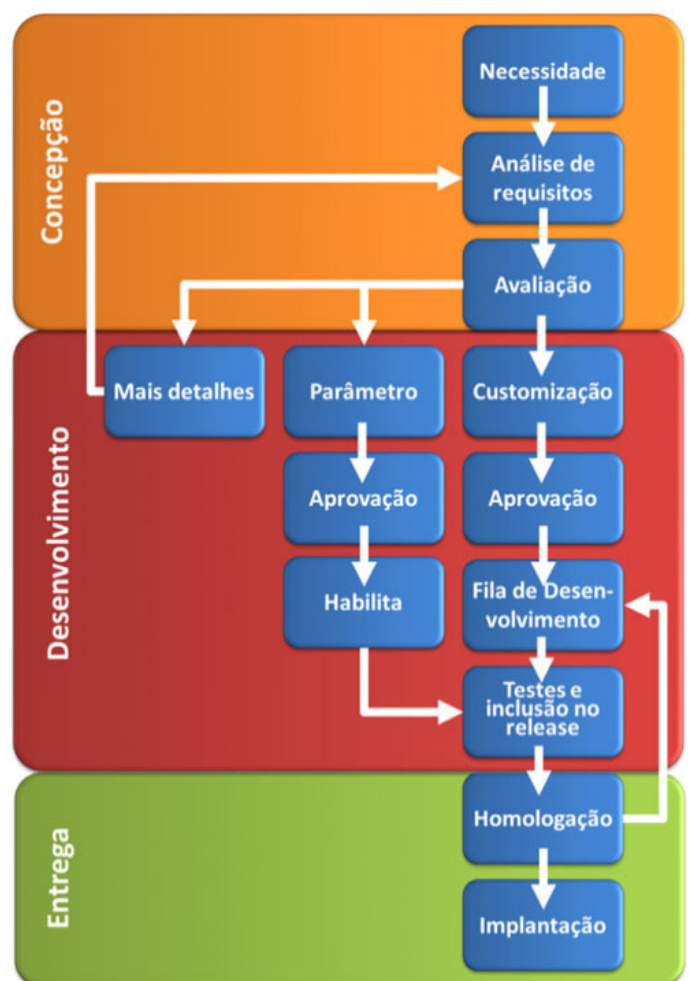 Concepção
Necessidade
Análise de
requisitos
Avaliação
Desenvolvimento
Mais detalhes
Parâmetro
Customização
Aprovação
Aprovação
Habilita
Fila de Desen-
volvimento
Testes e
inclusão no
release
Entrega
Homologação
Implantação